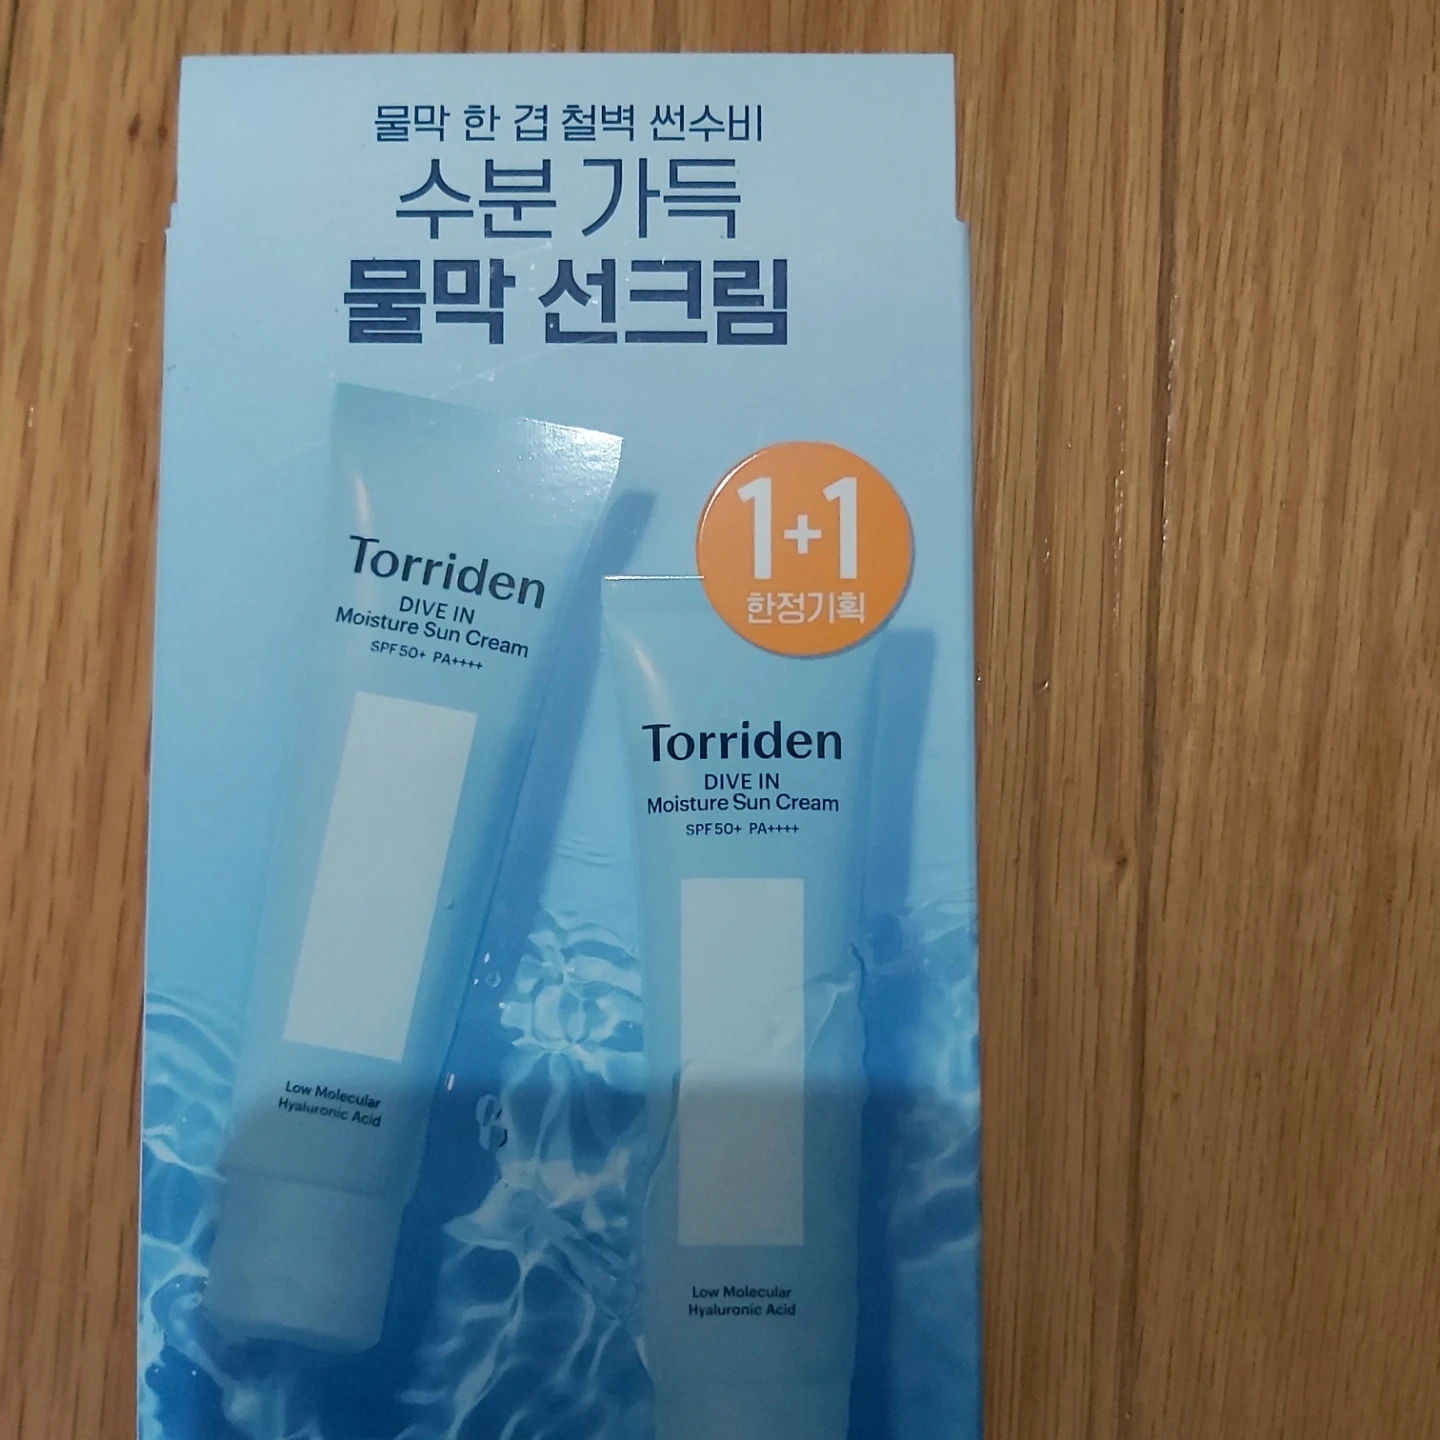 물막 한 겹 철벽 썬수비
수분 가득
물막 선크림
1+1
한정기획
Torriden
DIVE IN
Moisture Sun Cream
SPF50+ PA++++
Low Molecular
Hyaluronic Acid
Torriden
DIVE IN
Moisture Sun Cream
SPF50+ PA++++
Low Molecular
Hyaluronic Acid